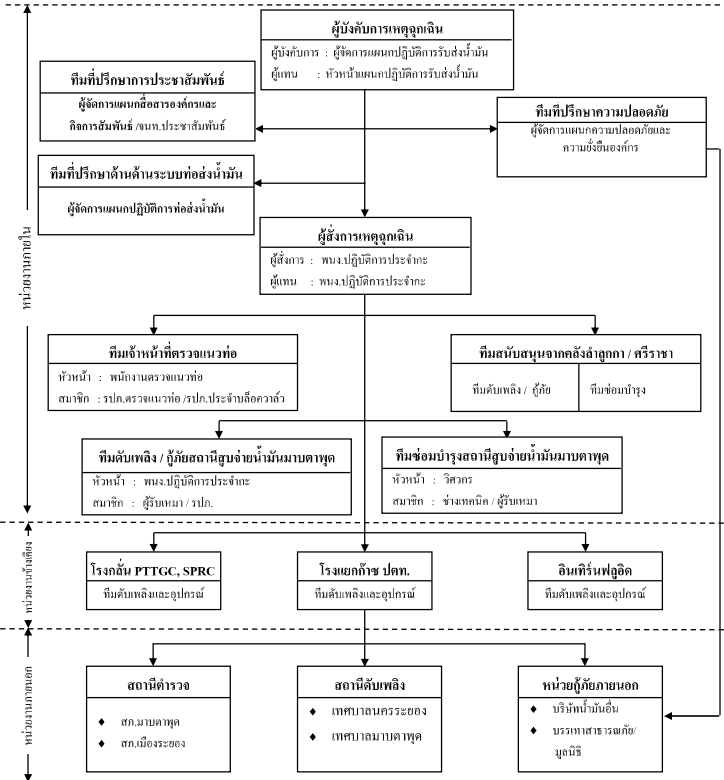 ผู้บังคับการเหตุฉุกเฉิน
ผู้บังคับการ : ผู้จัดการแผนกปฏิบัติการรับส่งน้ำมัน
ผู้แทน : หัวหน้าแผนกปฏิบัติการรับส่งน้ำมัน
ทีมที่ปรึกษาการประชาสัมพันธ์
ผู้จัดการแผนกสื่อสารองค์กรและ
กิจการสัมพันธ์ /จนท.ประชาสัมพันธ์
ทีมที่ปรึกษาความปลอดภัย
ผู้จัดการแผนกความปลอดภัยและ
ความยั่งยืนองค์กร
ทีมที่ปรึกษาด้านด้านระบบท่อส่งน้ำมัน
ผู้จัดการแผนกปฏิบัติการท่อส่งน้ำมัน
หน่วยงานภายใน
ผู้สั่งการเหตุฉุกเฉิน
ผู้สั่งการ : พนง.ปฏิบัติการประจำกะ
ผู้แทน : พนง.ปฏิบัติการประจำกะ
ทีมเจ้าหน้าที่ตรวจแนวท่อ
หัวหน้า : พนักงานตรวจแนวท่อ
สมาชิก : รปภ.ตรวจแนวท่อ /รปภ.ประจำบล็อควาล์ว
ทีมสนับสนุนจากคลังลำลูกกา / ศรีราชา
ทีมดับเพลิง / กู้ภัย
ทีมซ่อมบำรุง
ทีมดับเพลิง / กู้ภัยสถานีสูบจ่ายน้ำมันมาบตาพุด
หัวหน้า : พนง.ปฏิบัติการประจำกะ
สมาชิก : ผู้รับเหมา / รปภ.
ทีมซ่อมบำรุงสถานีสูบจ่ายน้ำมันมาบตาพุด
หัวหน้า : วิศวกร
สมาชิก : ช่างเทคนิค / ผู้รับเหมา
หน่วยงานข้างเคียง
โรงกลั่น PTTGC, SPRC
ทีมดับเพลิงและอุปกรณ์
โรงแยกก๊าซ ปตท.
ทีมดับเพลิงและอุปกรณ์
อินเทิร์นฟลูอิด
ทีมดับเพลิงและอุปกรณ์
หน่วยงานภายนอก
สถานีตำรวจ
♦ สภ.มาบตาพุด
♦ สภ.เมืองระยอง
สถานีดับเพลิง
♦ เทศบาลนครระยอง
♦ เทศบาลมาบตาพุด
หน่วยกู้ภัยภายนอก
♦ บริษัทน้ำมันอื่น
♦ บรรเทาสาธารณภัย/
มูลนิธิ